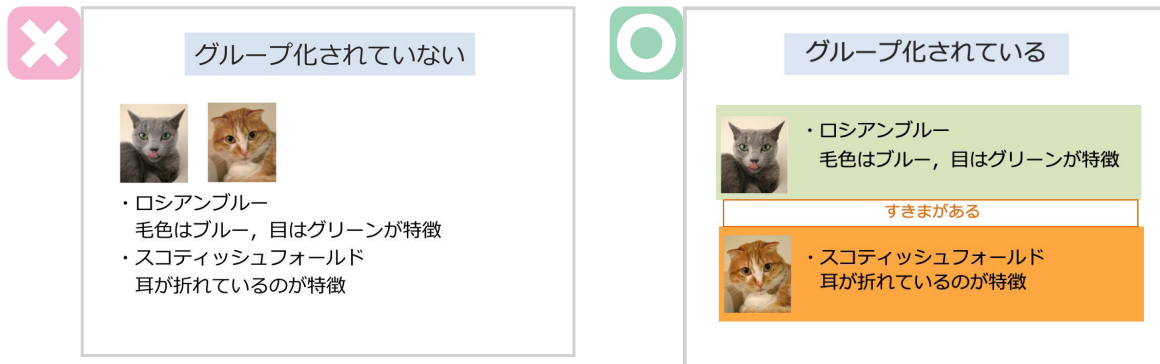 グループ化されていない
・ロシアンブルー
毛色はブルー，目はグリーンが特徴
・スコティッシュフォールド
耳が折れているのが特徴
グループ化されている
・ロシアンブルー
毛色はブルー，目はグリーンが特徴
すきまがある
・スコティッシュフォールド
耳が折れているのが特徴